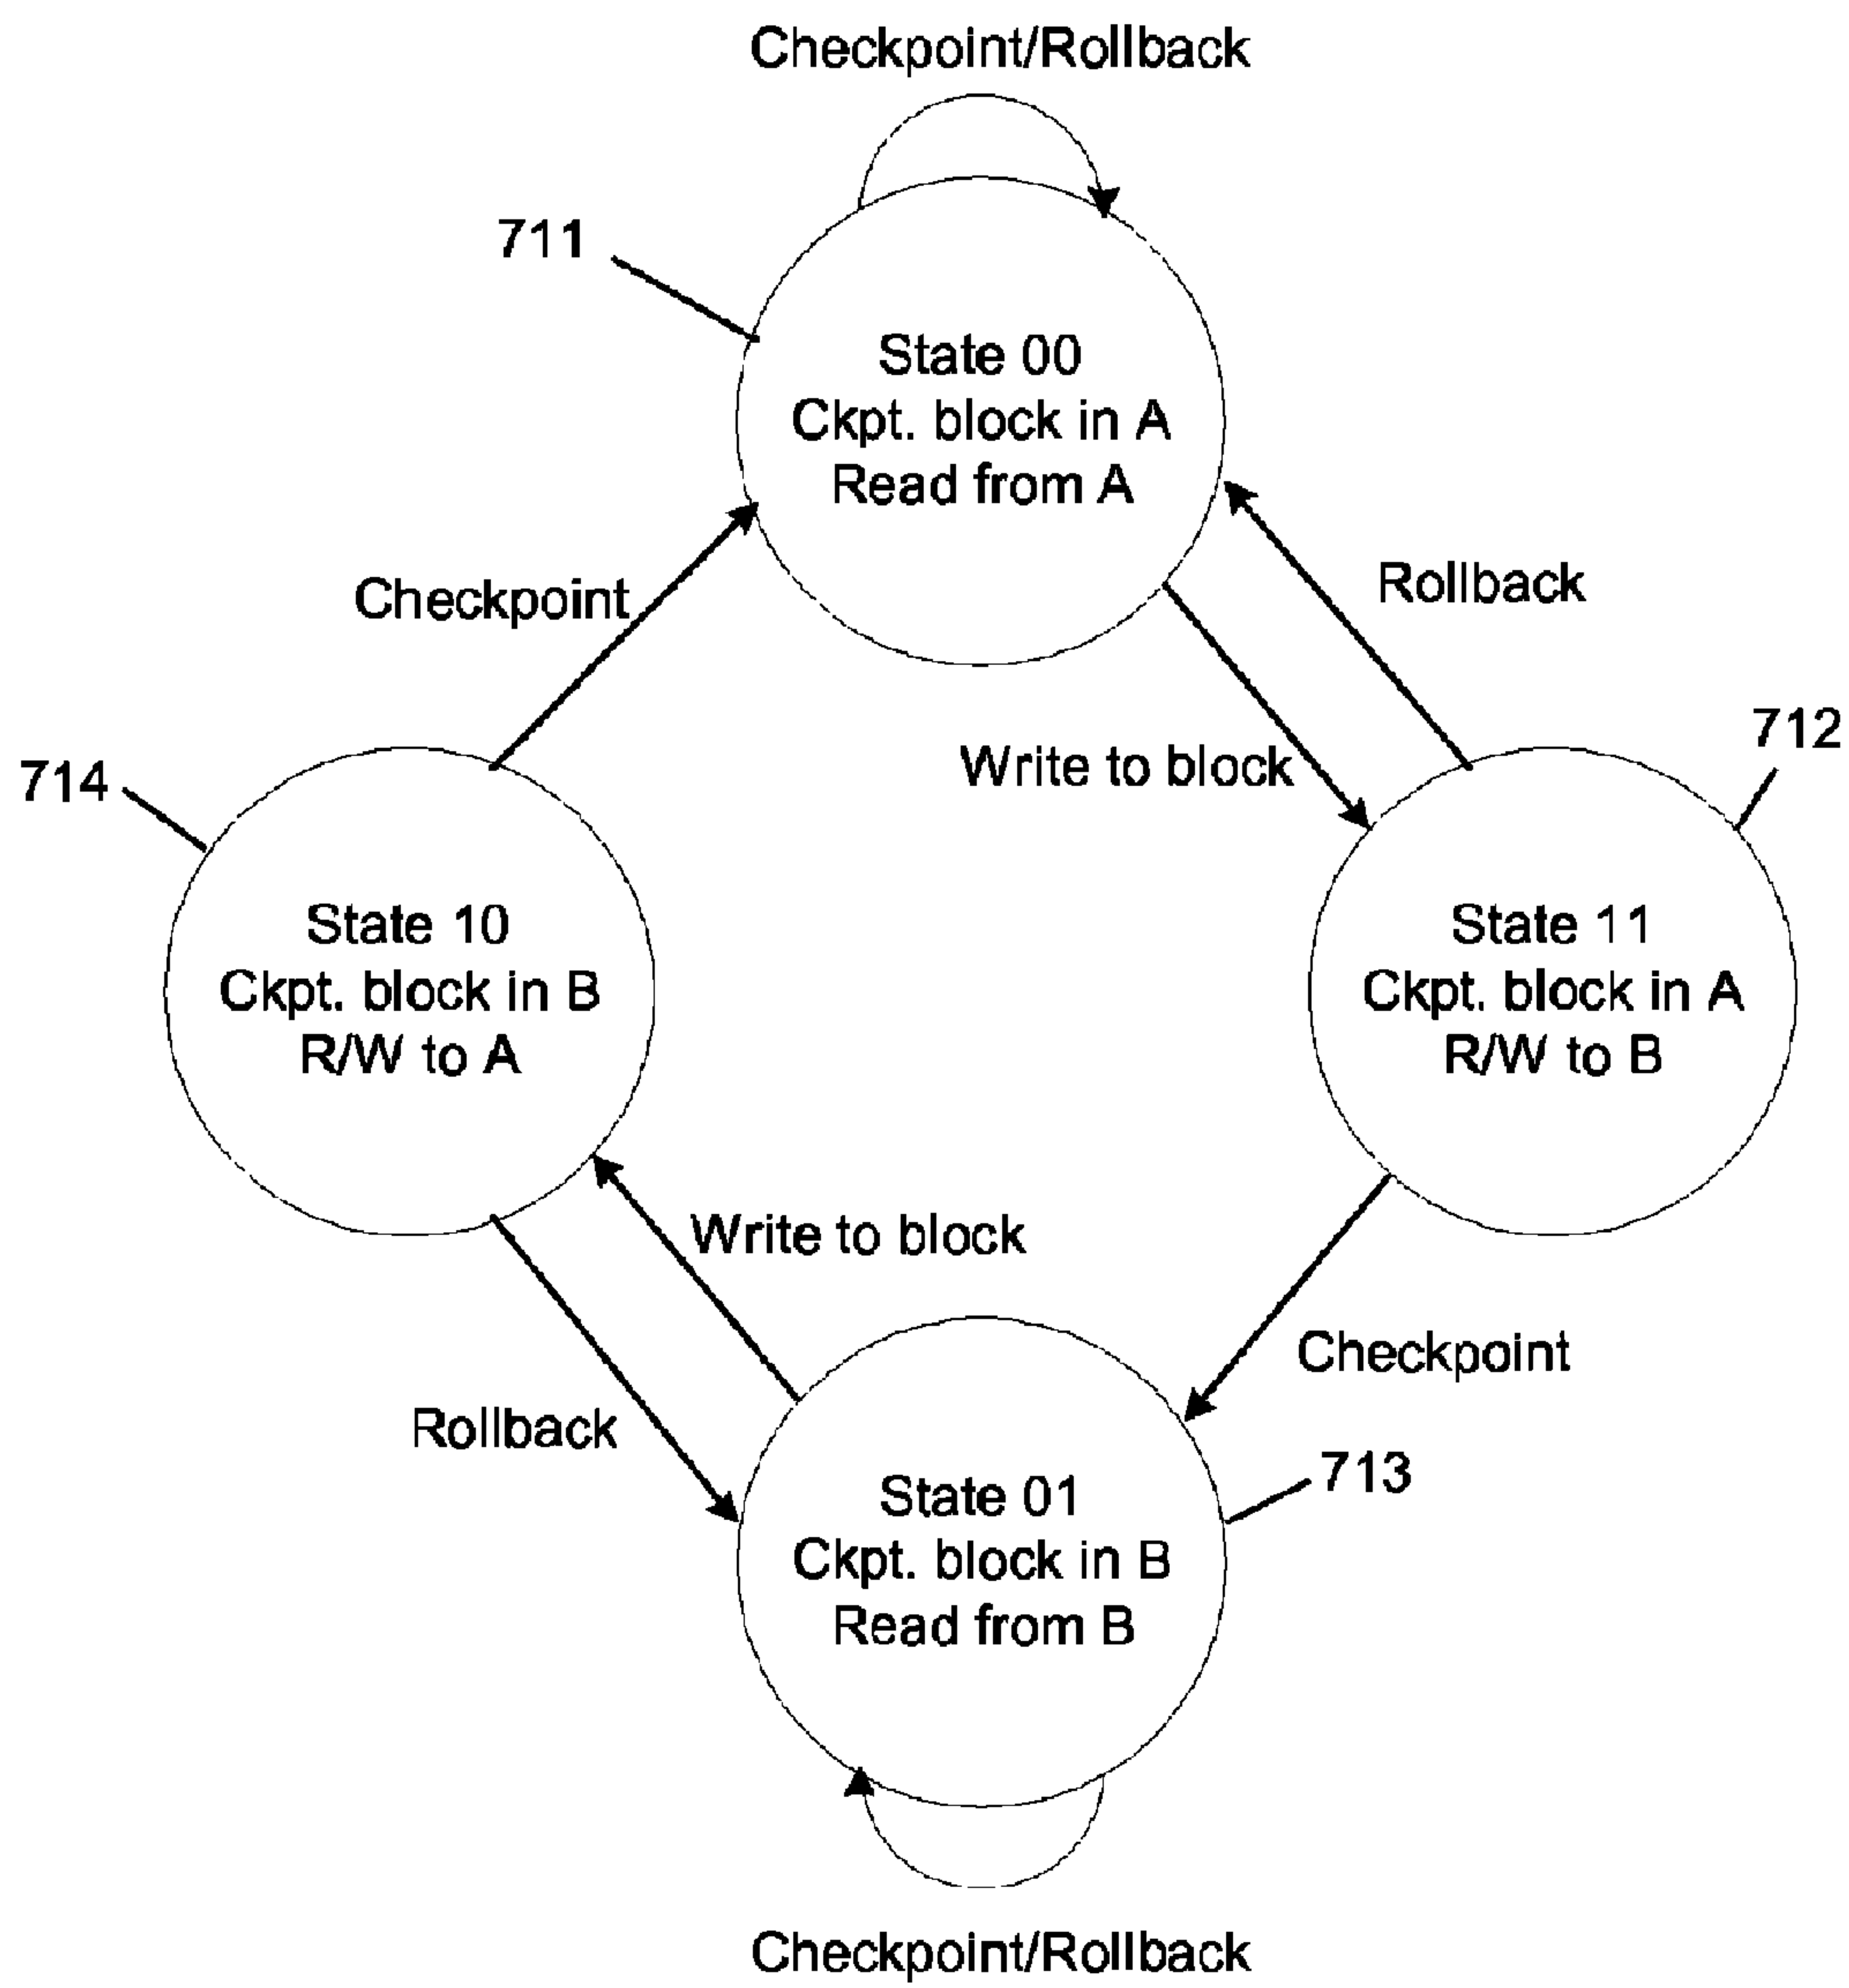 Checkpoint/Rollback
711
State 00
Ckpt. block in A
Read from A
Checkpoint
Rollback
Write to block
712
714
State 10
Ckpt. block in B
R/W to A
State 11
Ckpt. block in A
R/W to B
Write to block
Checkpoint
Rollback
713
State 01
Ckpt. block in B
Read from B
Checkpoint/Rollback